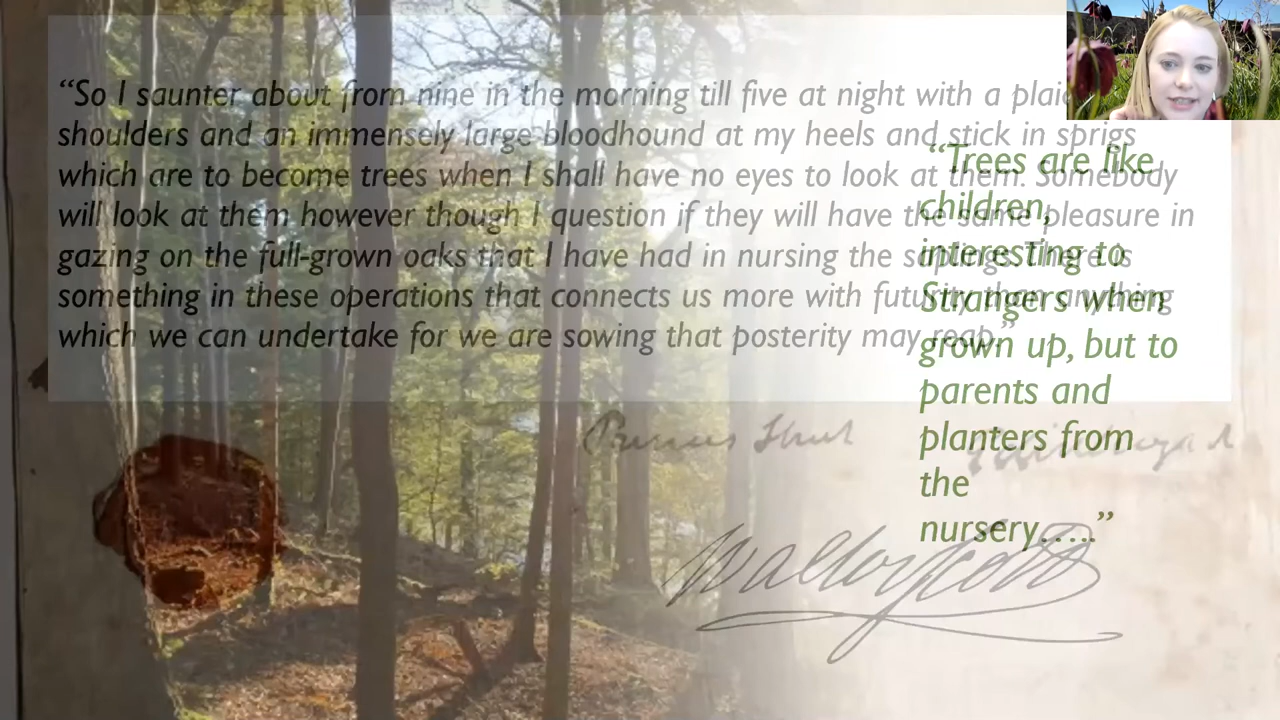 “So I saunter about from nine in the morning till five at night with a plaid
shoulders and an immensely large bloodhound at my heels and stick in sprigs
which are to become trees when I shall have no eyes to look at them. Somebody
will look at them however though I question if they will have the same pleasure in
gazing on the full-grown oaks that I have had in nursing the saplings. There is
something in these operations that connects us more with futurity than anything
which we can undertake for we are sowing that posterity may reap.”
“Trees are like
children,
interesting to
Strangers when
grown up, but to
parents and
planters from
the
nursery…..”
Walter Scott